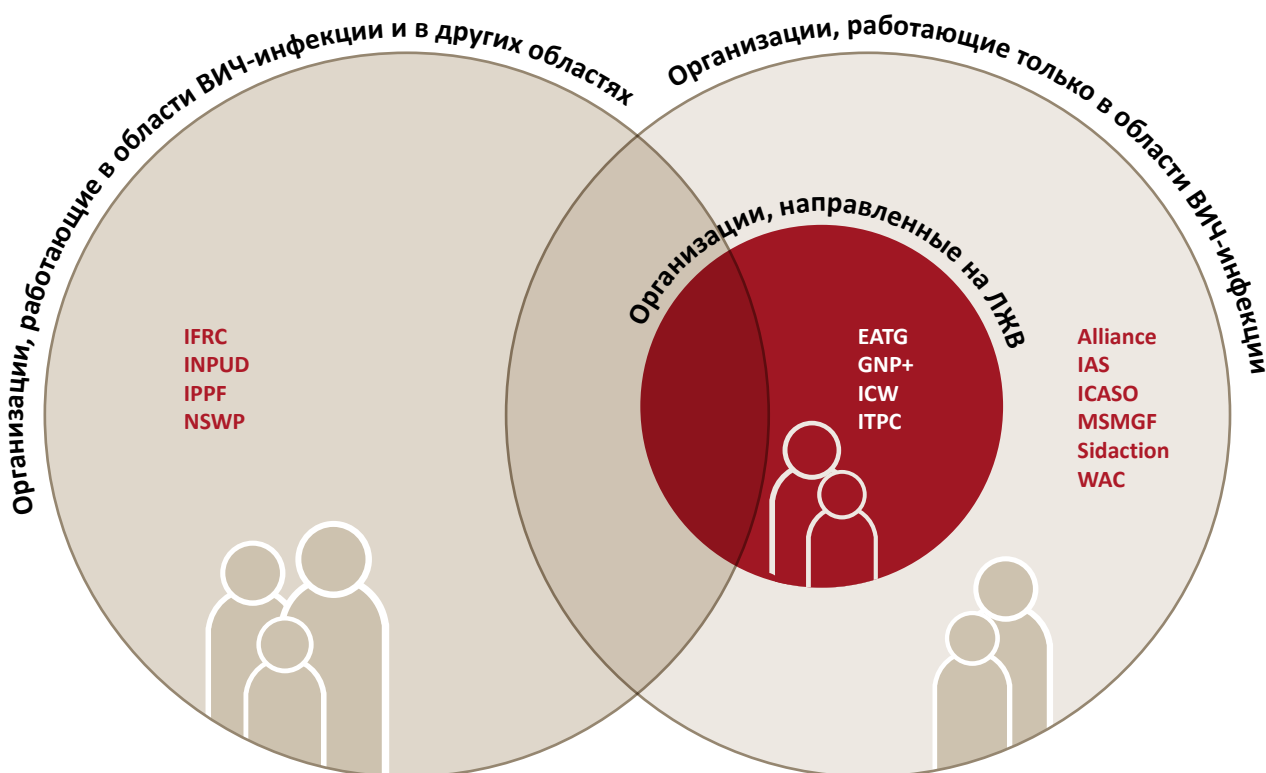 Организации, работающие в области ВИЧ-инфекции и в других областях
Организации, работающие только в области ВИЧ-инфекции
Организации, направленные на ЛЖВ
IFRC
INPUD
IPPF
NSWP
EATG
GNP+
ICW
ITPC
Alliance
IAS
ICASO
MSMGF
Sidaction
WAC